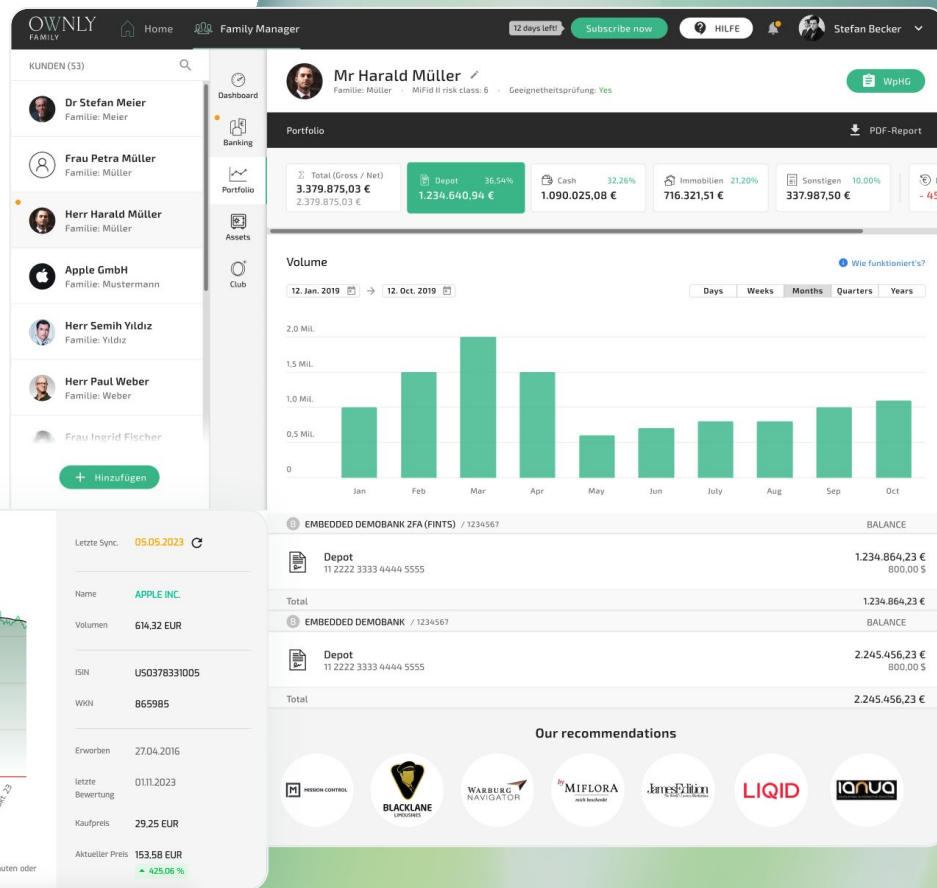 OWNLY
FAMILY
Home
Family Manager
12 days left!
Subscribe now
HILFE
Stefan Becker
KUNDEN (53)
Dr Stefan Meier
Familie: Meier
Frau Petra Müller
Familie: Müller
Herr Harald Müller
Familie: Müller
Apple GmbH
Familie: Mustermann
Herr Semih Yıldız
Familie: Yıldız
Herr Paul Weber
Familie: Weber
Frau Ingrid Fischer
+ Hinzufügen
Dashboard
Banking
Portfolio
Assets
Club
Mr Harald Müller
Familie: Müller · MiFid II risk class: 6 · Geeignetheitsprüfung: Yes
WpHG
Portfolio
PDF-Report
Σ Total (Gross / Net)
3.379.875,03 €
2.379.875,03 €
Depot 36,54%
1.234.640,94 €
Cash 32,26%
1.090.025,08 €
Immobilien 21,20%
716.321,51 €
Sonstigen 10.00%
337.987,50 €
- 45
Volume
Wie funktioniert's?
12. Jan. 2019 → 12. Oct. 2019
Days Weeks Months Quarters Years
2,0 Mil.
1,5 Mil.
1,0 Mil.
0,5 Mil.
0
Jan Feb Mar Apr May Jun July Aug Sep Oct
B EMBEDDED DEMOBANK 2FA (FINTS) / 1234567 BALANCE
Depot 1.234.864,23 €
11 2222 3333 4444 5555 800,00 $
Total 1.234.864,23 €
B EMBEDDED DEMOBANK / 1234567 BALANCE
Depot 2.245.456,23 €
11 2222 3333 4444 5555 800,00 $
Total 2.245.456,23 €
Our recommendations
M MISSION CONTROL
BLACKLANE
LIMOUSINES
WARBURG
NAVIGATOR
by MIFLORA
reich beschenkt
JamesEdition
LIQID
IANUA
Letzte Sync. 05.05.2023
Name APPLE INC.
Volumen 614,32 EUR
ISIN US0378331005
WKN 865985
Erworben 27.04.2016
letzte Bewertung 01.11.2023
Kaufpreis 29,25 EUR
Aktueller Preis 153,58 EUR
425,06 %
23
uten oder